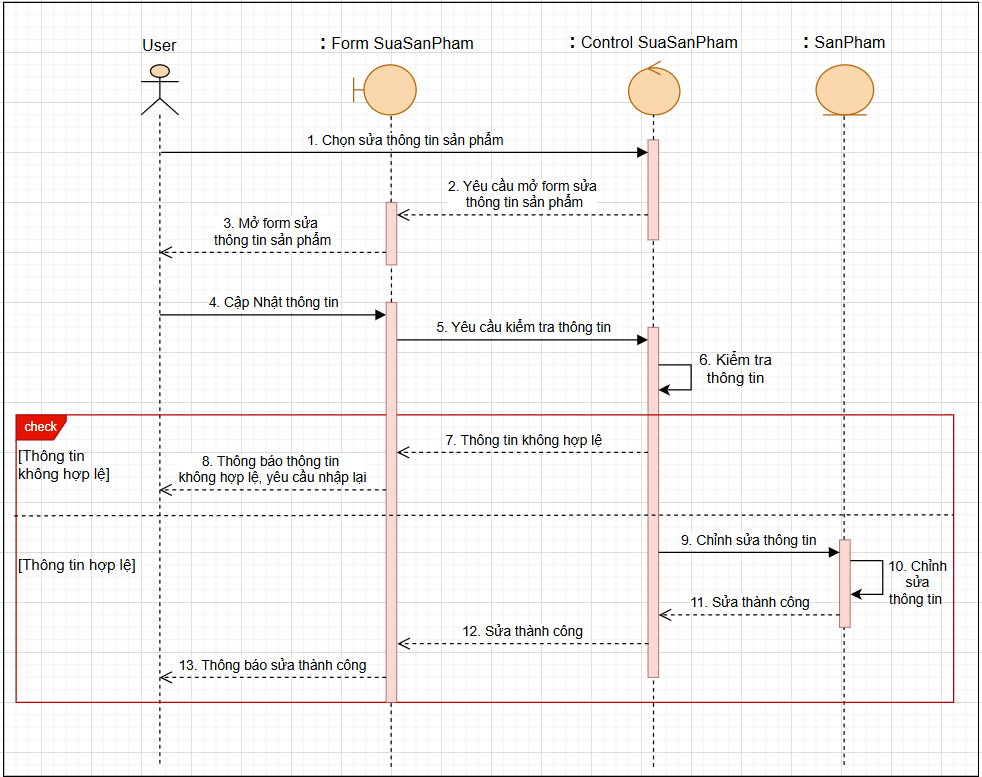 User
: Form SuaSanPham
: Control SuaSanPham
: SanPham
1. Chọn sửa thông tin sản phẩm
2. Yêu cầu mở form sửa
thông tin sản phẩm
3. Mở form sửa
thông tin sản phẩm
4. Cập Nhật thông tin
5. Yêu cầu kiểm tra thông tin
6. Kiểm tra
thông tin
check
[Thông tin
không hợp lệ]
7. Thông tin không hợp lệ
8. Thông báo thông tin
không hợp lệ, yêu cầu nhập lại
[Thông tin hợp lệ]
9. Chỉnh sửa thông tin
10. Chỉnh
sửa
thông tin
11. Sửa thành công
12. Sửa thành công
13. Thông báo sửa thành công